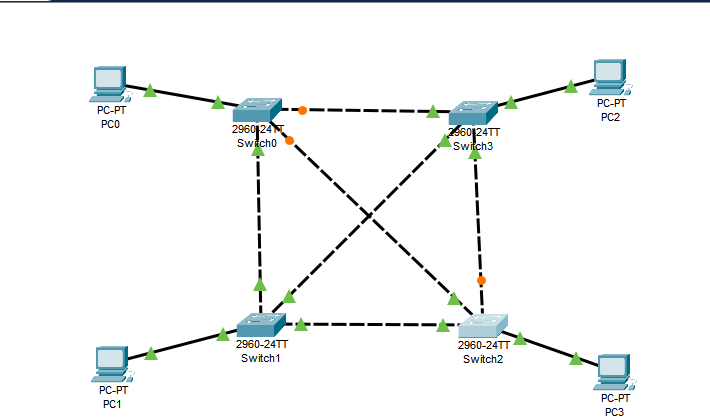 PC-PT
PC0
2960-24TT
Switch0
2960-24TT
Switch3
PC-PT
PC2
PC-PT
PC1
2960-24TT
Switch1
2960-24TT
Switch2
PC-PT
PC3